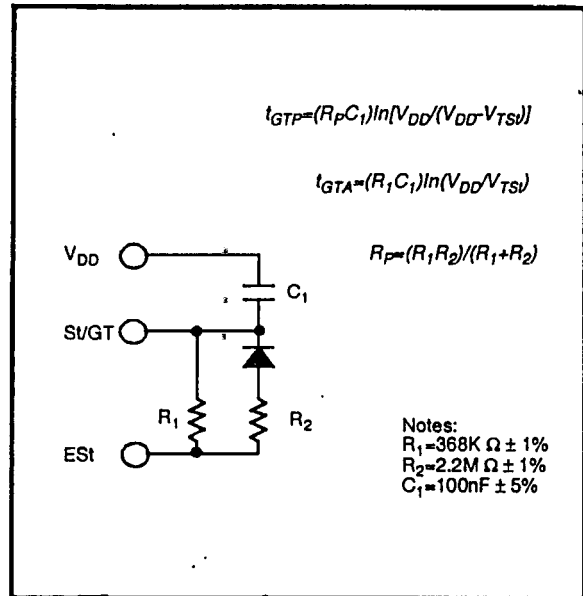 t_GTP=(R_PC_1)ln[V_DD/(V_DD-V_TSt)]
t_GTA=(R_1C_1)ln(V_DD/V_TSt)
R_P=(R_1R_2)/(R_1+R_2)
V_DD
C_1
St/GT
R_1
R_2
ESt
Notes:
R_1=368K Ω ± 1%
R_2=2.2M Ω ± 1%
C_1=100nF ± 5%